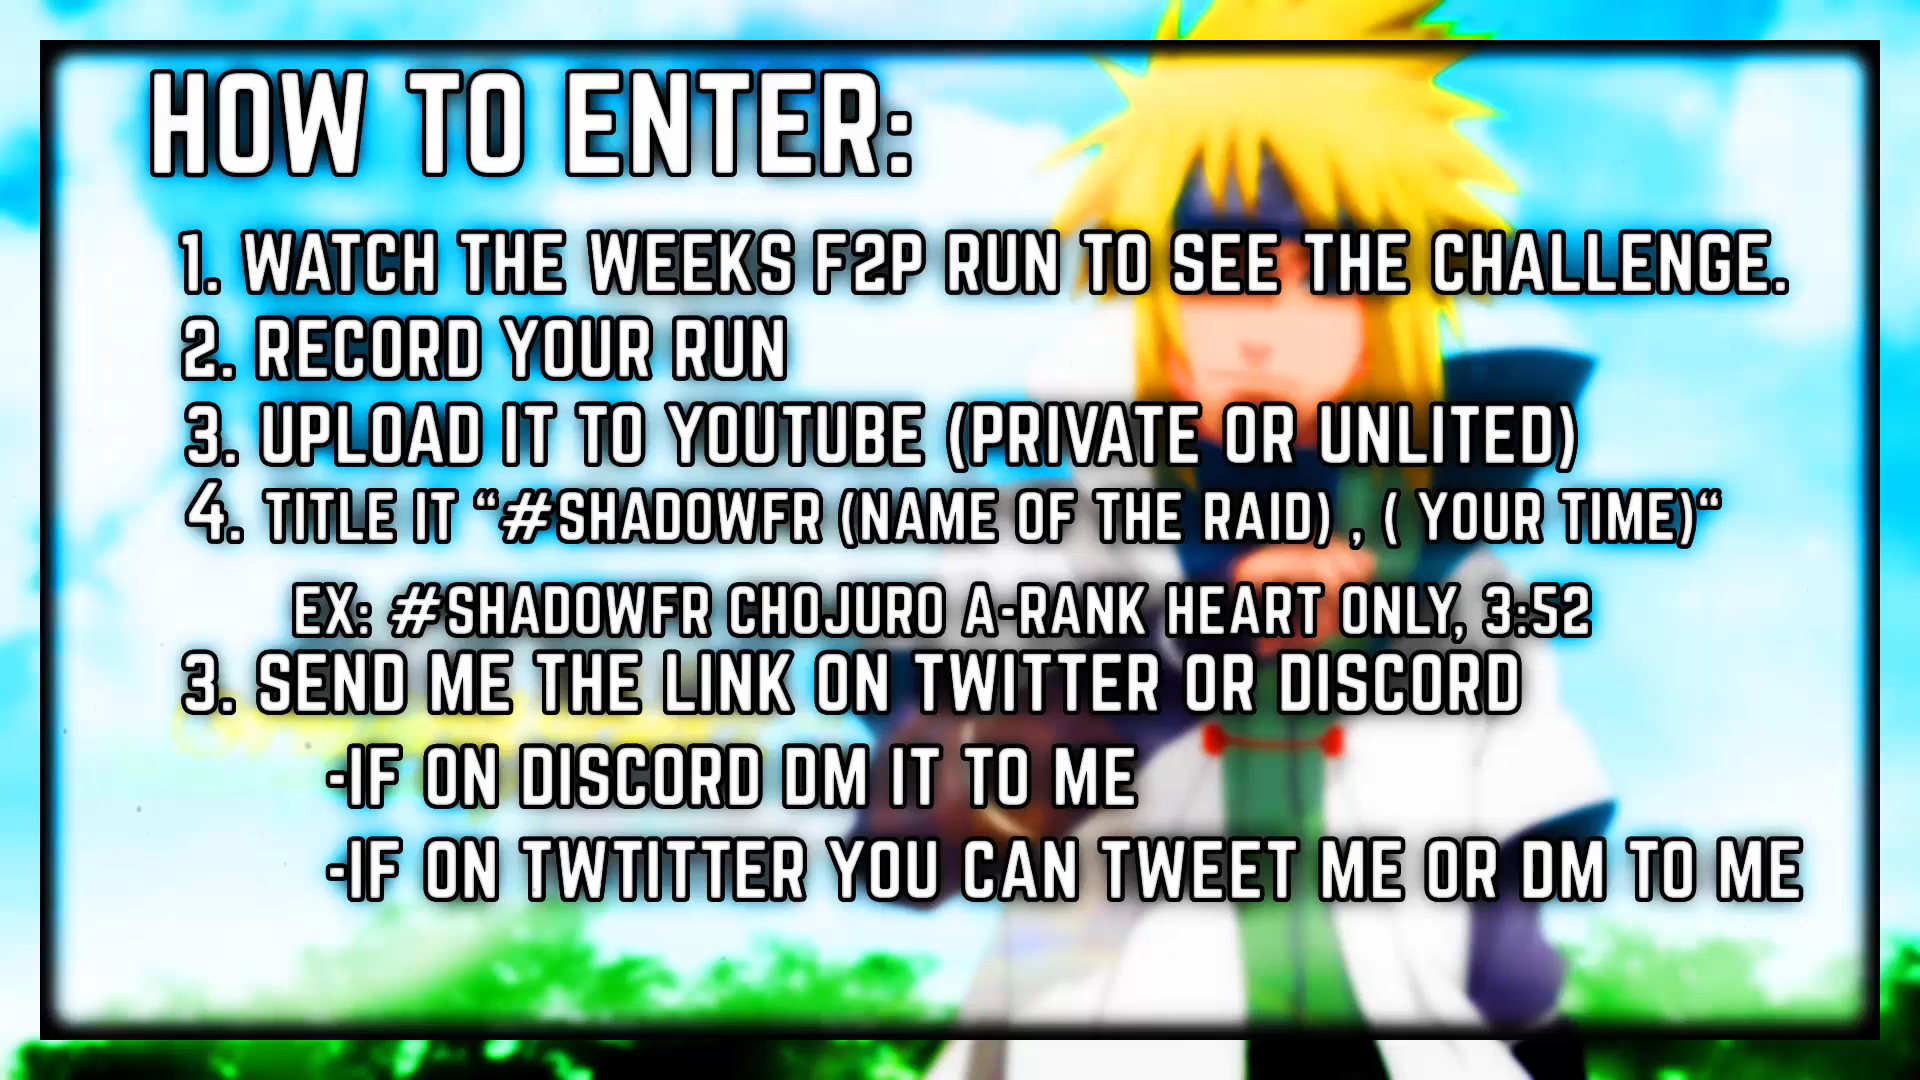 HOW TO ENTER:
1. WATCH THE WEEKS F2P RUN TO SEE THE CHALLENGE.
2. RECORD YOUR RUN
3. UPLOAD IT TO YOUTUBE (PRIVATE OR UNLITED)
4. TITLE IT “#SHADOWFR (NAME OF THE RAID) , ( YOUR TIME)“
EX: #SHADOWFR CHOJURO A-RANK HEART ONLY, 3:52
3. SEND ME THE LINK ON TWITTER OR DISCORD
-IF ON DISCORD DM IT TO ME
-IF ON TWTITTER YOU CAN TWEET ME OR DM TO ME